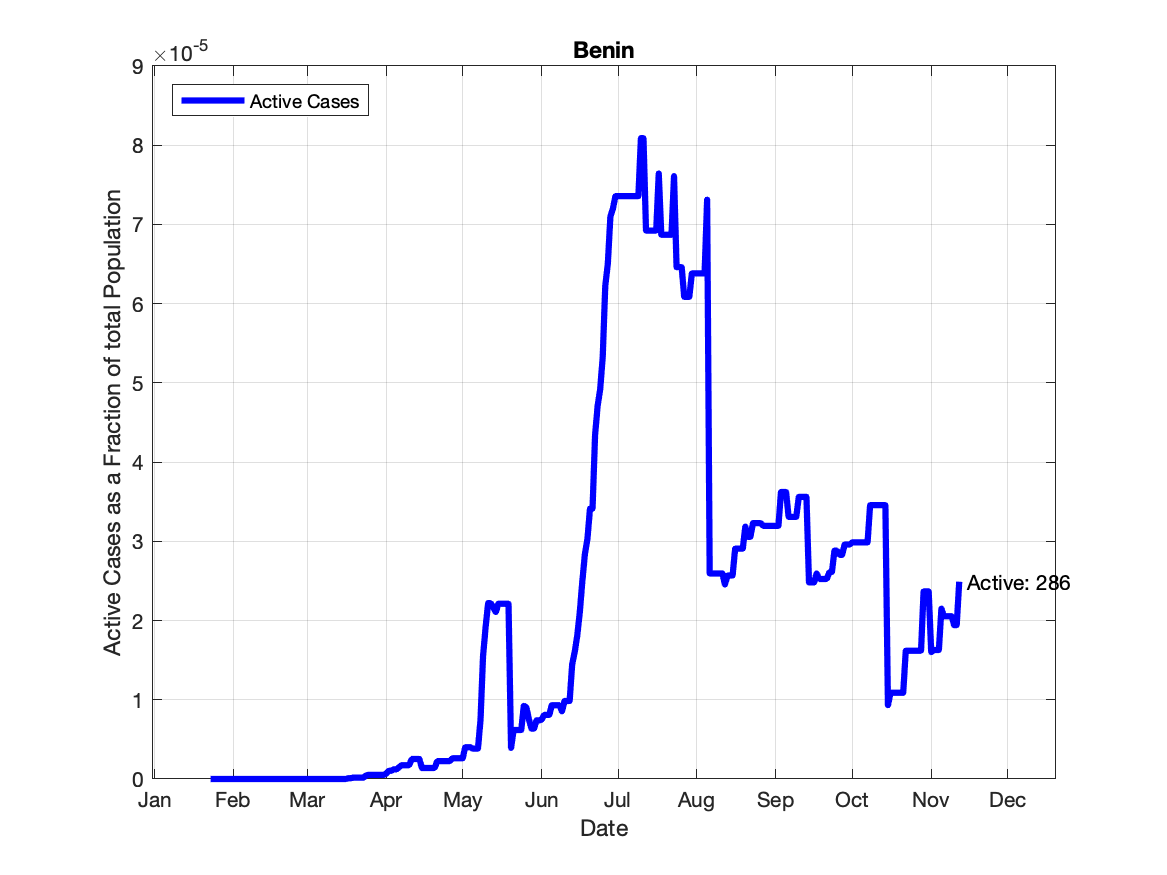 Benin
×10-5
Active Cases
9
8
7
6
5
4
3
2
1
0
Active Cases as a Fraction of total Population
Active: 286
Jan Feb Mar Apr May Jun Jul Aug Sep Oct Nov Dec
Date